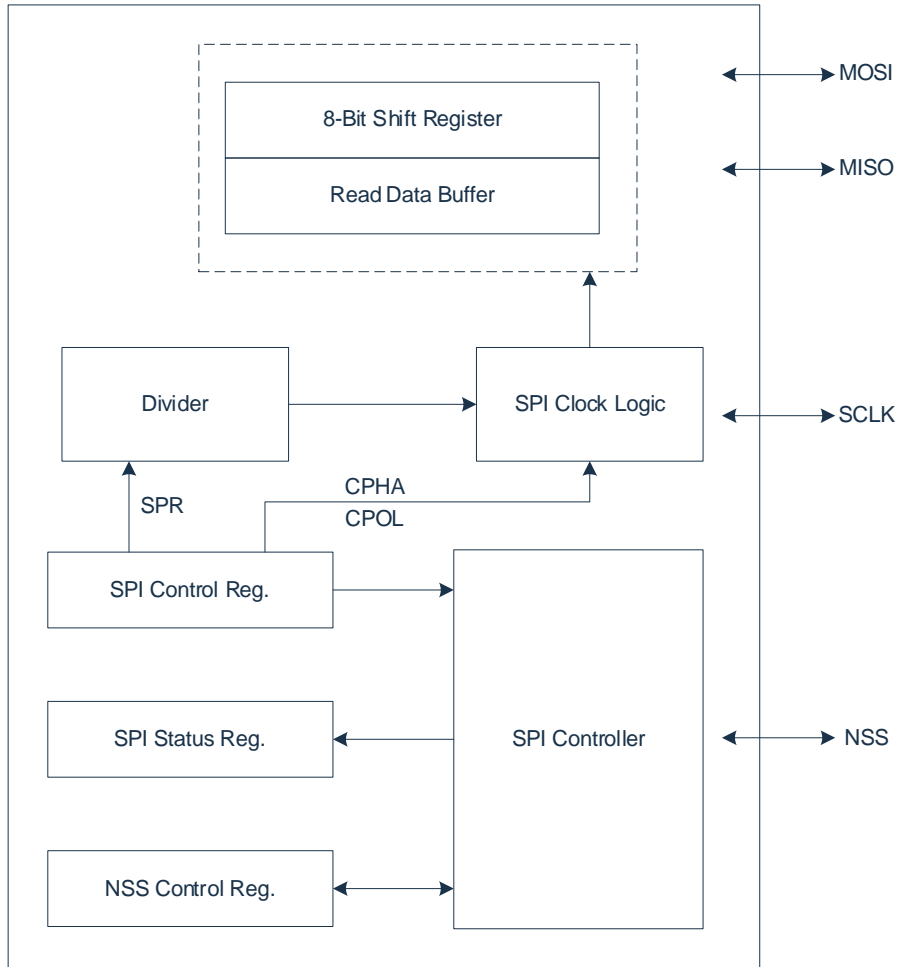 MOSI
8-Bit Shift Register
MISO
Read Data Buffer
Divider
SPI Clock Logic
SCLK
CPHA
SPR
CPOL
SPI Control Reg.
SPI Status Reg.
SPI Controller
NSS
NSS Control Reg.